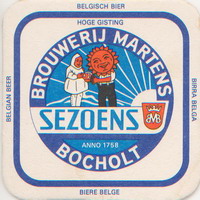 BELGISCH BIER
HOGE GISTING
BROUWERIJ MARTENS
SEZOENS
ANNO 1758
BOCHOLT
BELGIAN BEER
BIRRA BELGA
BIERE BELGE